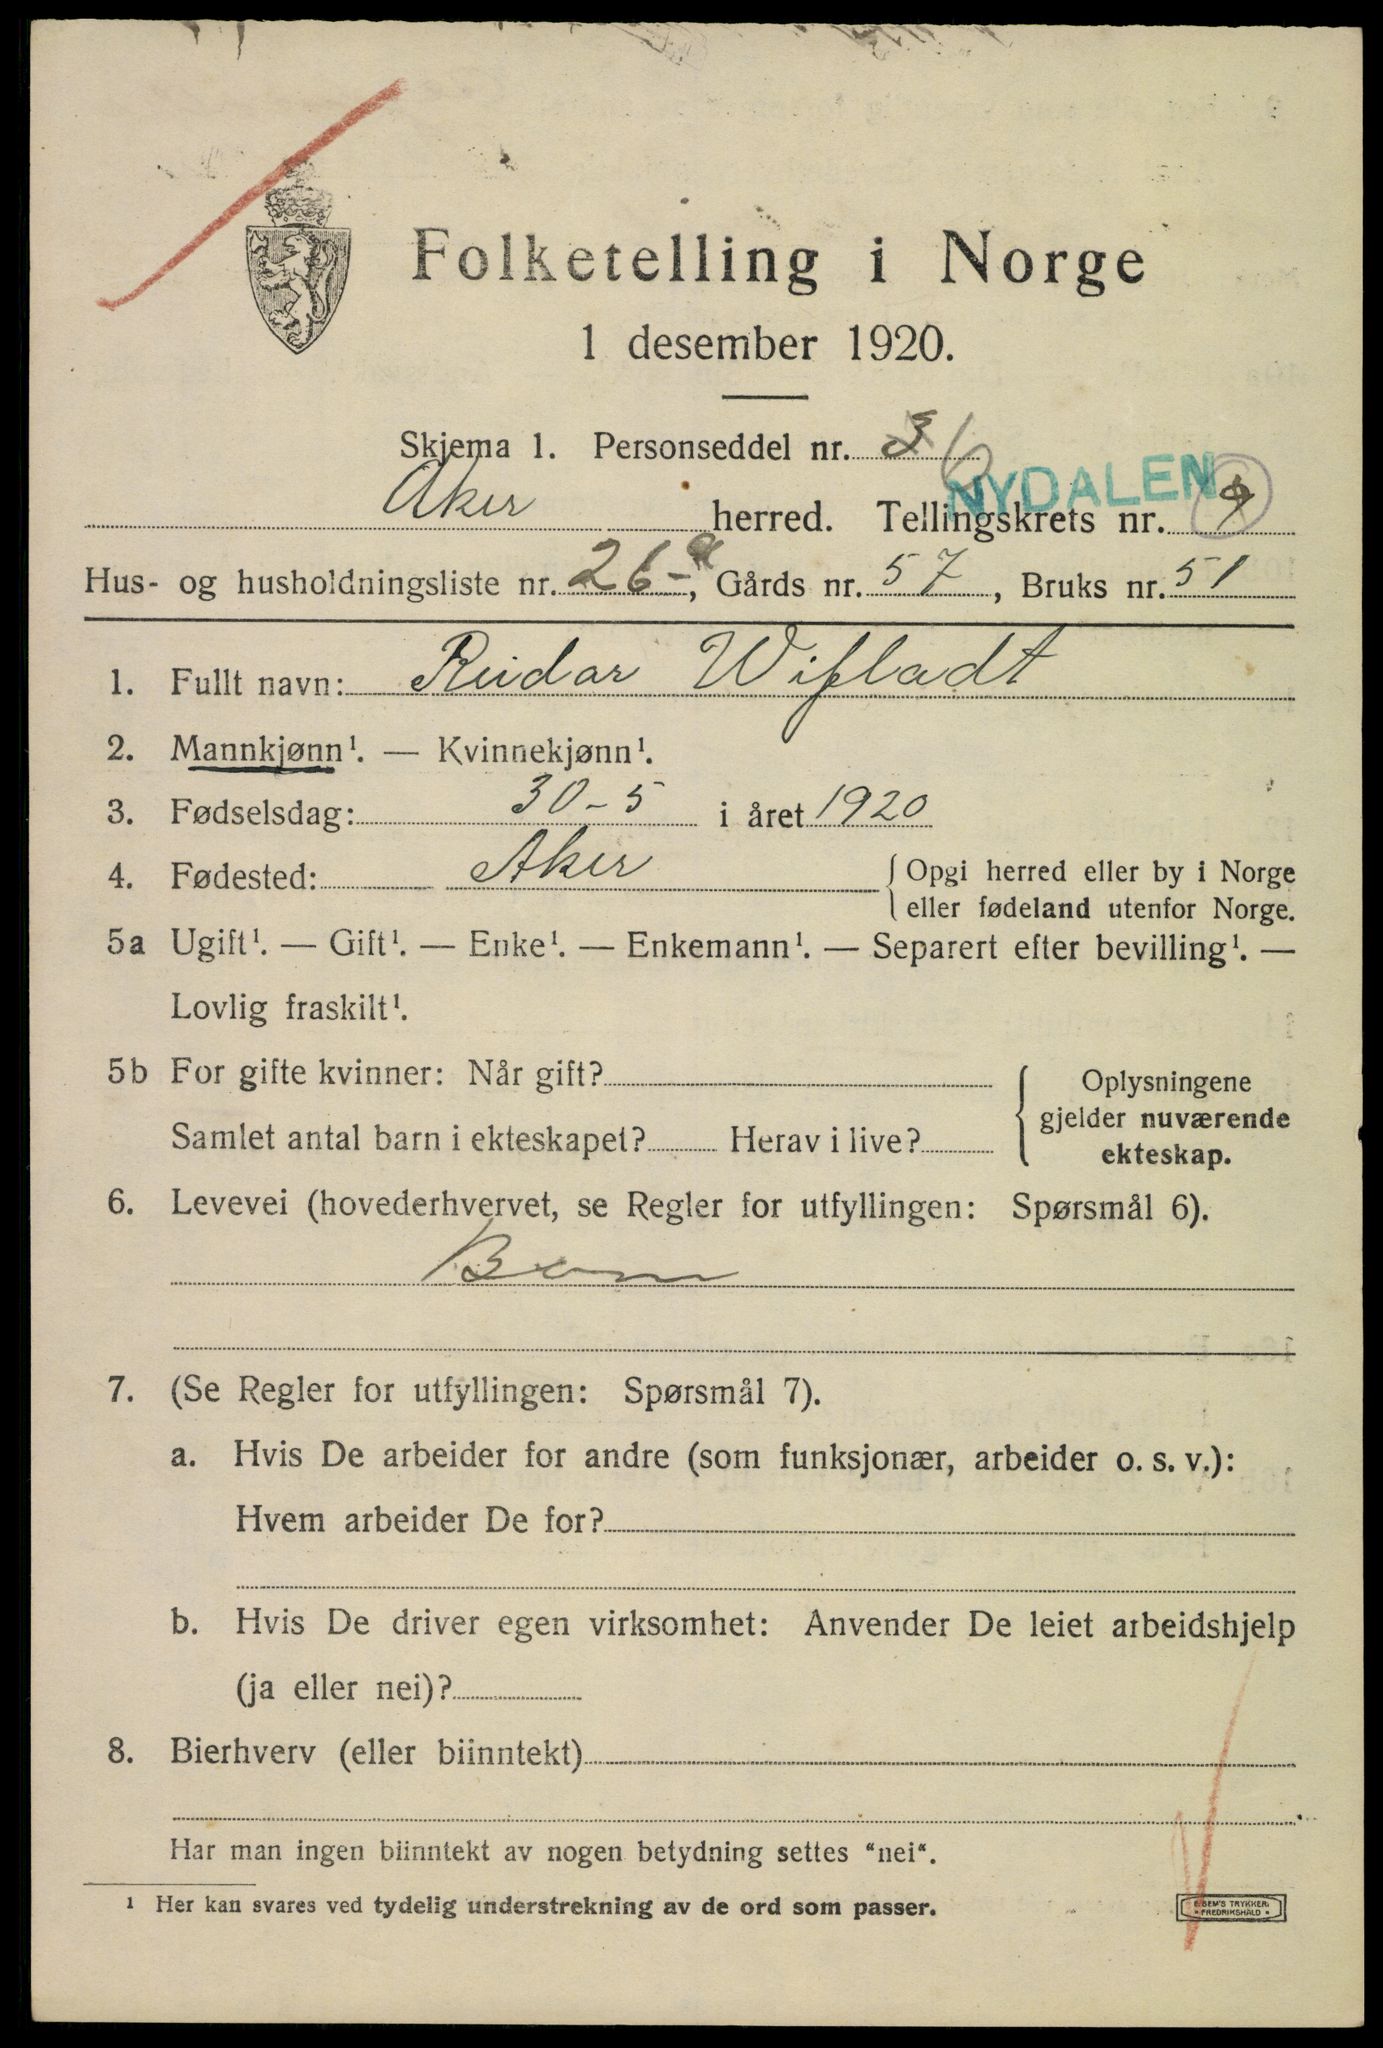 Folketelling i Norge
1 desember 1920.
Skjema 1. Personseddel nr. 3 6
NYDALEN
Aker herred. Tellingskrets nr. 9
Hus- og husholdningsliste nr. 26-a, Gårds nr. 57, Bruks nr. 51
1. Fullt navn: Reidar Wifladt
2. Mannkjønn¹. — Kvinnekjønn¹.
3. Fødselsdag: 30-5 i året 1920
4. Fødested: Aker { Opgi herred eller by i Norge
eller fødeland utenfor Norge.
5a Ugift¹. — Gift¹. — Enke¹. — Enkemann¹. — Separert efter bevilling¹. —
Lovlig fraskilt¹.
5b For gifte kvinner: Når gift?
Samlet antal barn i ekteskapet? Herav i live?
{ Oplysningene
gjelder nuværende
ekteskap.
6. Levevei (hovederhvervet, se Regler for utfyllingen: Spørsmål 6).
Barn
7. (Se Regler for utfyllingen: Spørsmål 7).
a. Hvis De arbeider for andre (som funksjonær, arbeider o. s. v.):
Hvem arbeider De for?
b. Hvis De driver egen virksomhet: Anvender De leiet arbeidshjelp
(ja eller nei)?
8. Bierhverv (eller biinntekt)
Har man ingen biinntekt av nogen betydning settes "nei".
¹ Her kan svares ved tydelig understrekning av de ord som passer.
E. SEM'S TRYKKERI
• FREDRIKSHALD •